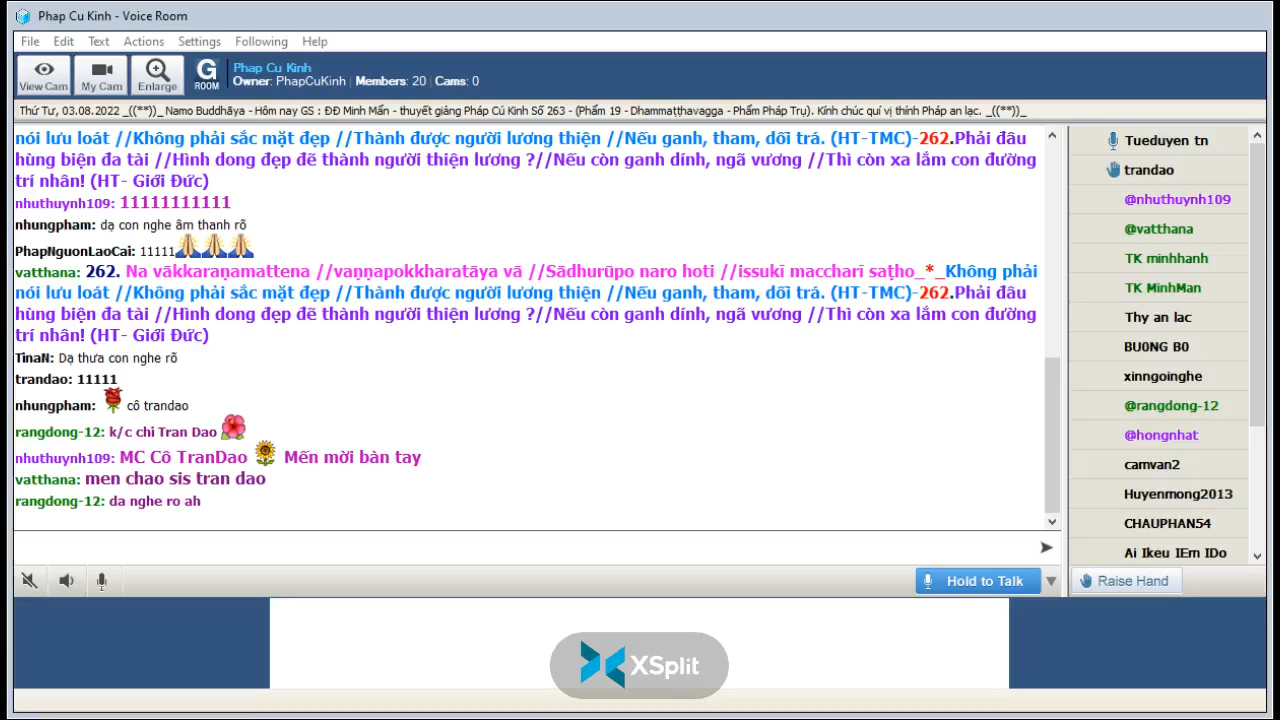 Phap Cu Kinh - Voice Room
File Edit Text Actions Settings Following Help
View Cam My Cam Enlarge G ROOM Phap Cu Kinh
Owner: PhapCuKinh | Members: 20 | Cams: 0
Thứ Tư, 03.08.2022 _((**))_ Namo Buddhāya - Hôm nay GS : ĐĐ Minh Mẫn - thuyết giảng Pháp Cú Kinh Số 263 - (Phẩm 19 - Dhammaṭṭhavagga - Phẩm Pháp Trụ). Kính chúc quí vị thính Pháp an lạc. _((**))_
nói lưu loát //Không phải sắc mặt đẹp //Thành được người lương thiện //Nếu ganh, tham, dối trá. (HT-TMC)-262.Phải đâu
hùng biện đa tài //Hình dong đẹp đẽ thành người thiện lương ?//Nếu còn ganh dính, ngã vương //Thì còn xa lắm con đường
trí nhân! (HT- Giới Đức)
nhuthuynh109: 11111111111
nhungpham: dạ con nghe âm thanh rõ
PhapNguonLaoCai: 11111
vatthana: 262. Na vākkaraṇamattena //vaṇṇapokkharatāya vā //Sādhurūpo naro hoti //issukī maccharī saṭho_*_Không phải
nói lưu loát //Không phải sắc mặt đẹp //Thành được người lương thiện //Nếu ganh, tham, dối trá. (HT-TMC)-262.Phải đâu
hùng biện đa tài //Hình dong đẹp đẽ thành người thiện lương ?//Nếu còn ganh dính, ngã vương //Thì còn xa lắm con đường
trí nhân! (HT- Giới Đức)
TinaN: Dạ thưa con nghe rõ
trandao: 11111
nhungpham: cô trandao
rangdong-12: k/c chi Tran Dao
nhuthuynh109: MC Cô TranDao Mến mời bàn tay
vatthana: men chao sis tran dao
rangdong-12: da nghe ro ah
Tueduyen tn
trandao
@nhuthuynh109
@vatthana
TK minhhanh
TK MinhMan
Thy an lac
BU0NG B0
xinngoinghe
@rangdong-12
@hongnhat
camvan2
Huyenmong2013
CHAUPHAN54
Ai Ikeu IEm IDo
Hold to Talk
Raise Hand
XSplit